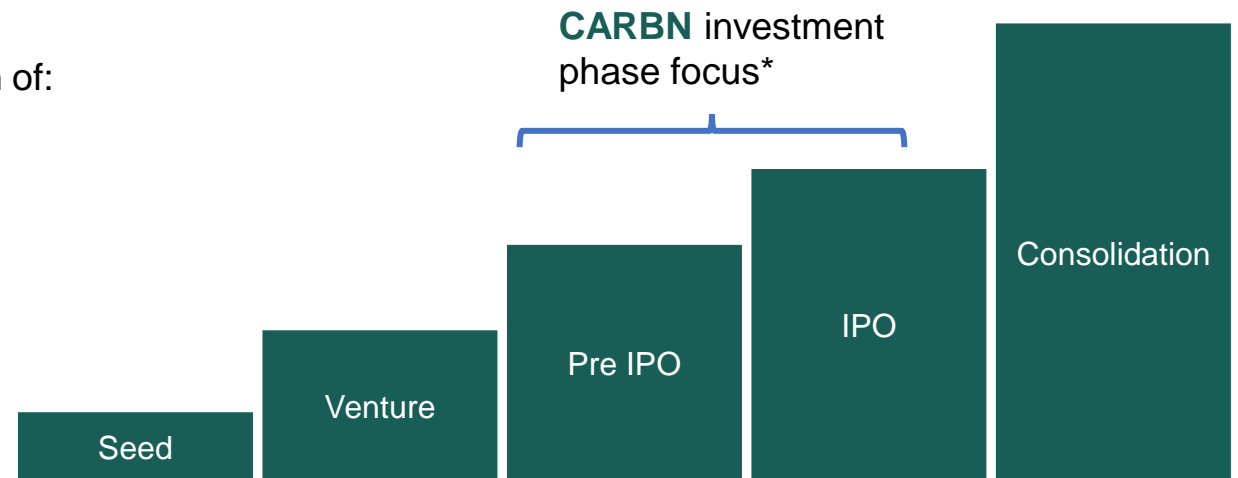 CARBN investment
phase focus*
of:
Consolidation
IPO
Pre IPO
Venture
Seed